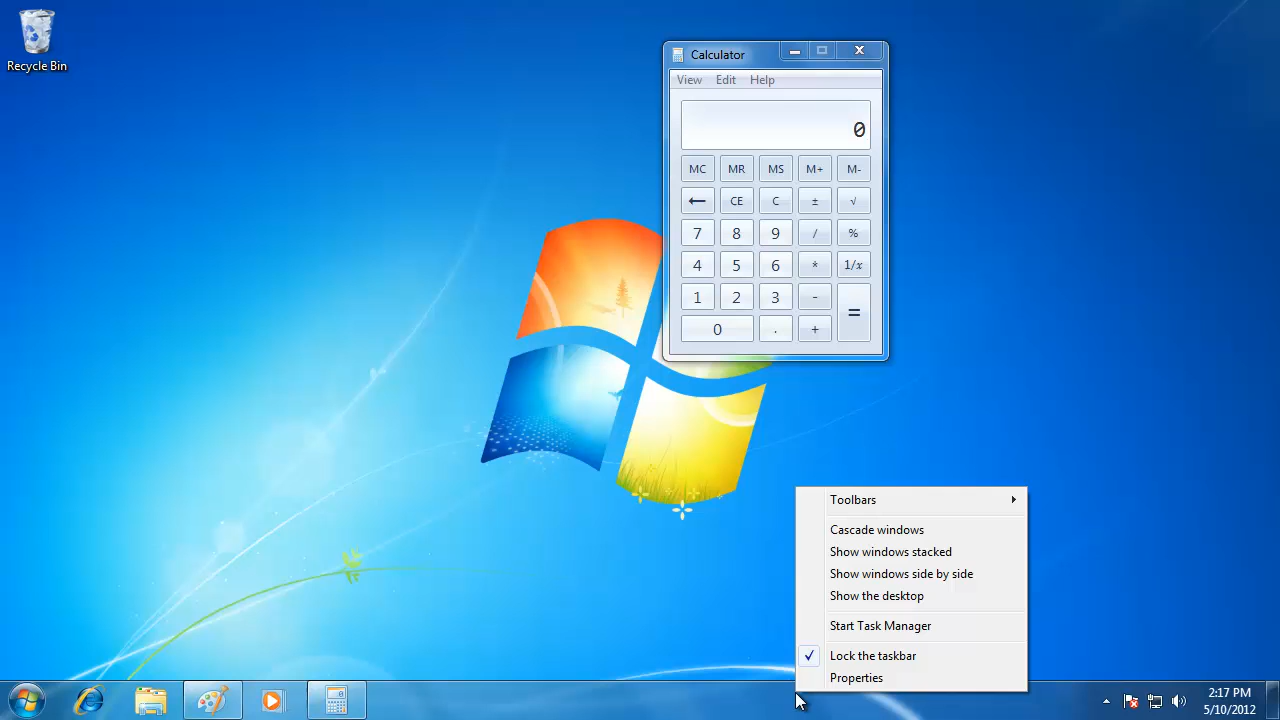 Recycle Bin
Calculator
View Edit Help
0
MC MR MS M+ M-
← CE C ± √
7 8 9 / %
4 5 6 * 1/x
1 2 3 - =
0 . +
Toolbars
Cascade windows
Show windows stacked
Show windows side by side
Show the desktop
Start Task Manager
Lock the taskbar
Properties
2:17 PM
5/10/2012